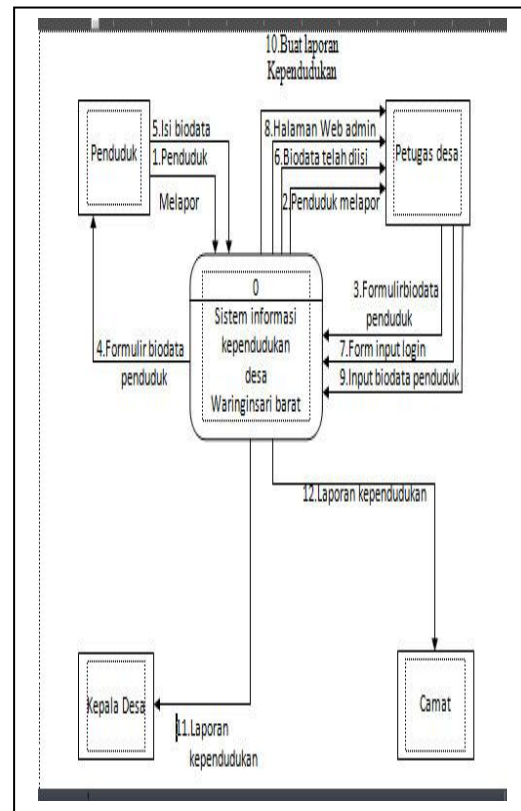 10.Buat laporan
Kependudukan
5.Isi biodata
1.Penduduk
Melapor
Penduduk
8.Halaman Web admin
6.Biodata telah diisi
2.Penduduk melapor
Petugas desa
0
Sistem informasi
kependudukan
desa
Waringinsari barat
3.Formulirbiodata
penduduk
7.Form input login
9.Input biodata penduduk
4.Formulir biodata
penduduk
12.Laporan kependudukan
Kepala Desa
11.Laporan
kependudukan
Camat